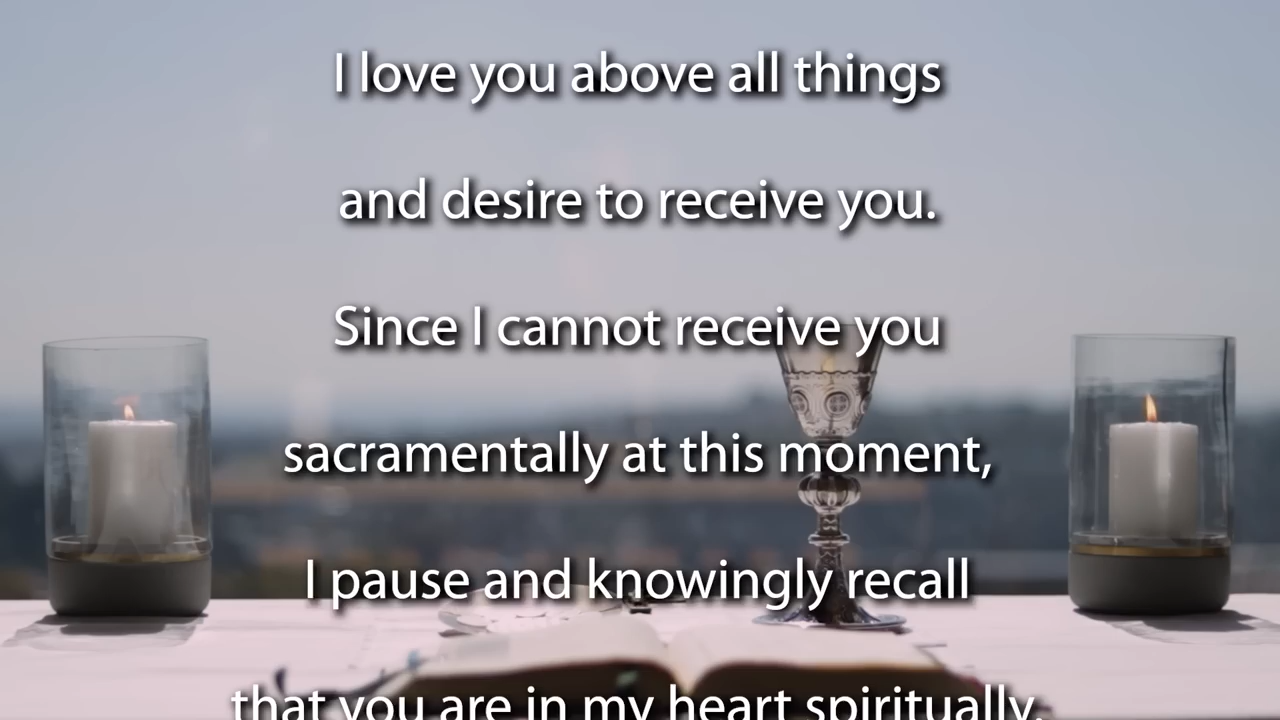 I love you above all things
and desire to receive you.
Since I cannot receive you
sacramentally at this moment,
I pause and knowingly recall
that you are in my heart spiritually.